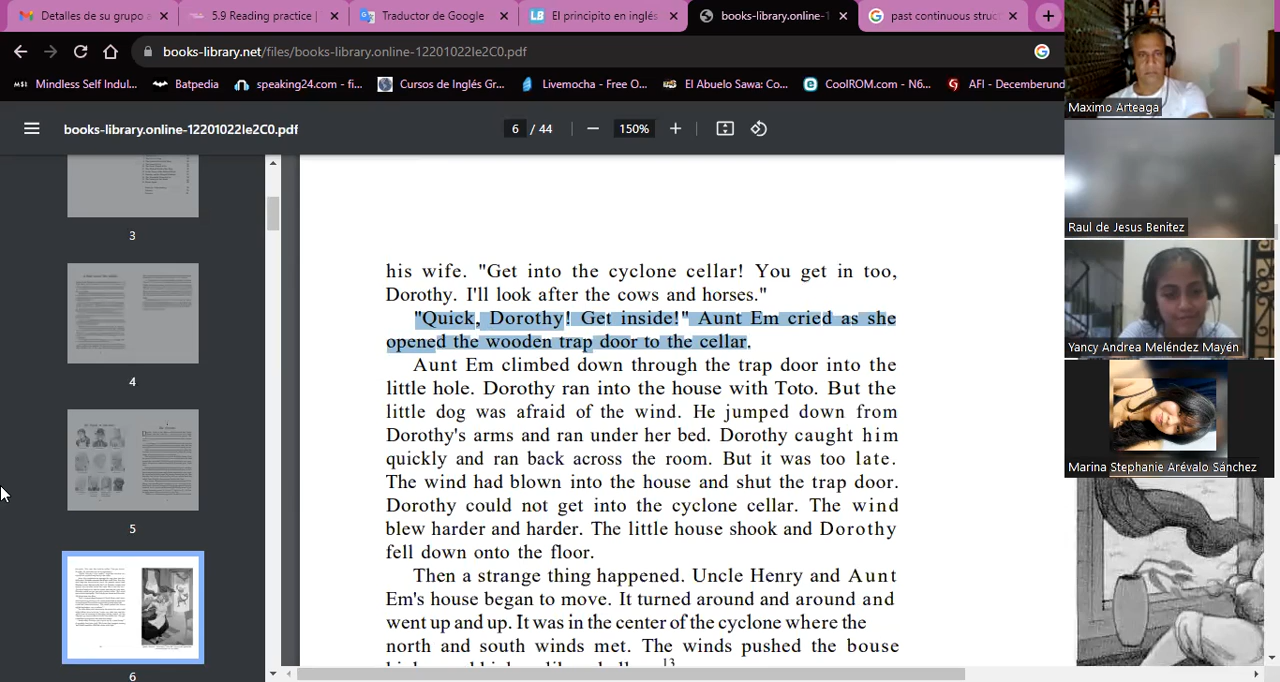 Detalles de su grupo
5.9 Reading practice |
Traductor de Google
LB El principito en inglés
books-library.online-1
past continuous struc
books-library.net/files/books-library.online-12201022Ie2C0.pdf
Mindless Self Indul...
Batpedia
speaking24.com - fi...
Cursos de Inglés Gr...
Livemocha - Free O...
El Abuelo Sawa: Co...
CoolROM.com - N6...
AFI - Decemberund
books-library.online-12201022Ie2C0.pdf
6 / 44
150%
3
4
5
6
his wife. "Get into the cyclone cellar! You get in too,
Dorothy. I'll look after the cows and horses."
"Quick, Dorothy! Get inside!" Aunt Em cried as she
opened the wooden trap door to the cellar.
Aunt Em climbed down through the trap door into the
little hole. Dorothy ran into the house with Toto. But the
little dog was afraid of the wind. He jumped down from
Dorothy's arms and ran under her bed. Dorothy caught him
quickly and ran back across the room. But it was too late.
The wind had blown into the house and shut the trap door.
Dorothy could not get into the cyclone cellar. The wind
blew harder and harder. The little house shook and Dorothy
fell down onto the floor.
Then a strange thing happened. Uncle Henry and Aunt
Em's house began to move. It turned around and around and
went up and up. It was in the center of the cyclone where the
north and south winds met. The winds pushed the bouse
13
Maximo Arteaga
Raul de Jesus Benitez
Yancy Andrea Meléndez Mayén
Marina Stephanie Arévalo Sánchez